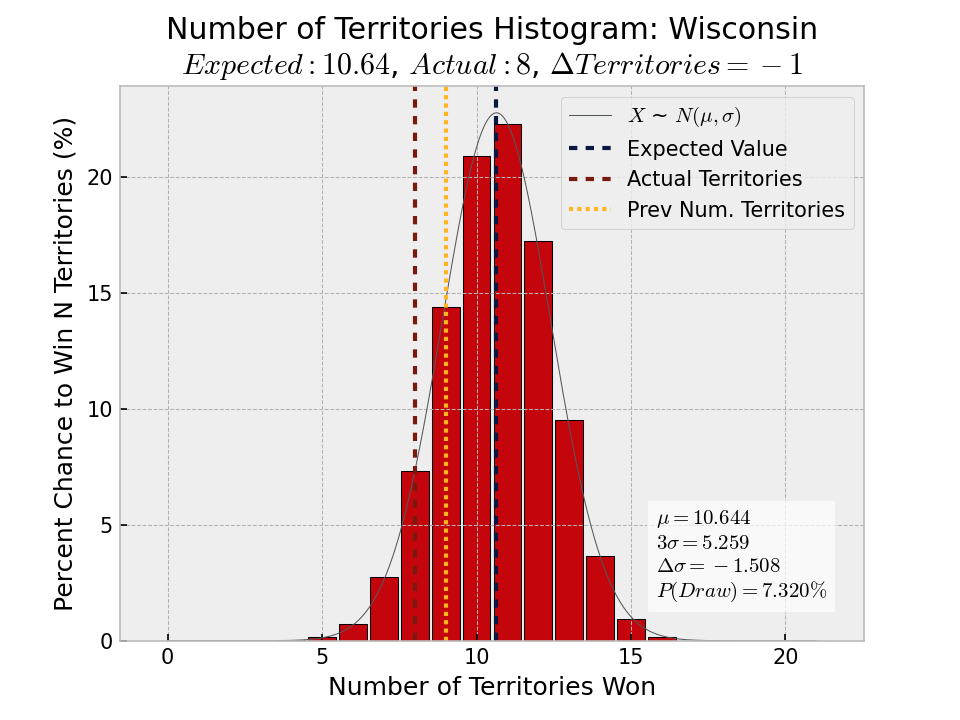 Number of Territories Histogram: Wisconsin
Expected : 10.64, Actual : 8, ΔTerritories = − 1
Percent Chance to Win N Territories (%)
20
15
10
5
0
X ~ N(μ, σ)
Expected Value
Actual Territories
Prev Num. Territories
μ = 10.644
3σ = 5.259
Δσ = − 1.508
P(Draw) = 7.320%
0 5 10 15 20
Number of Territories Won